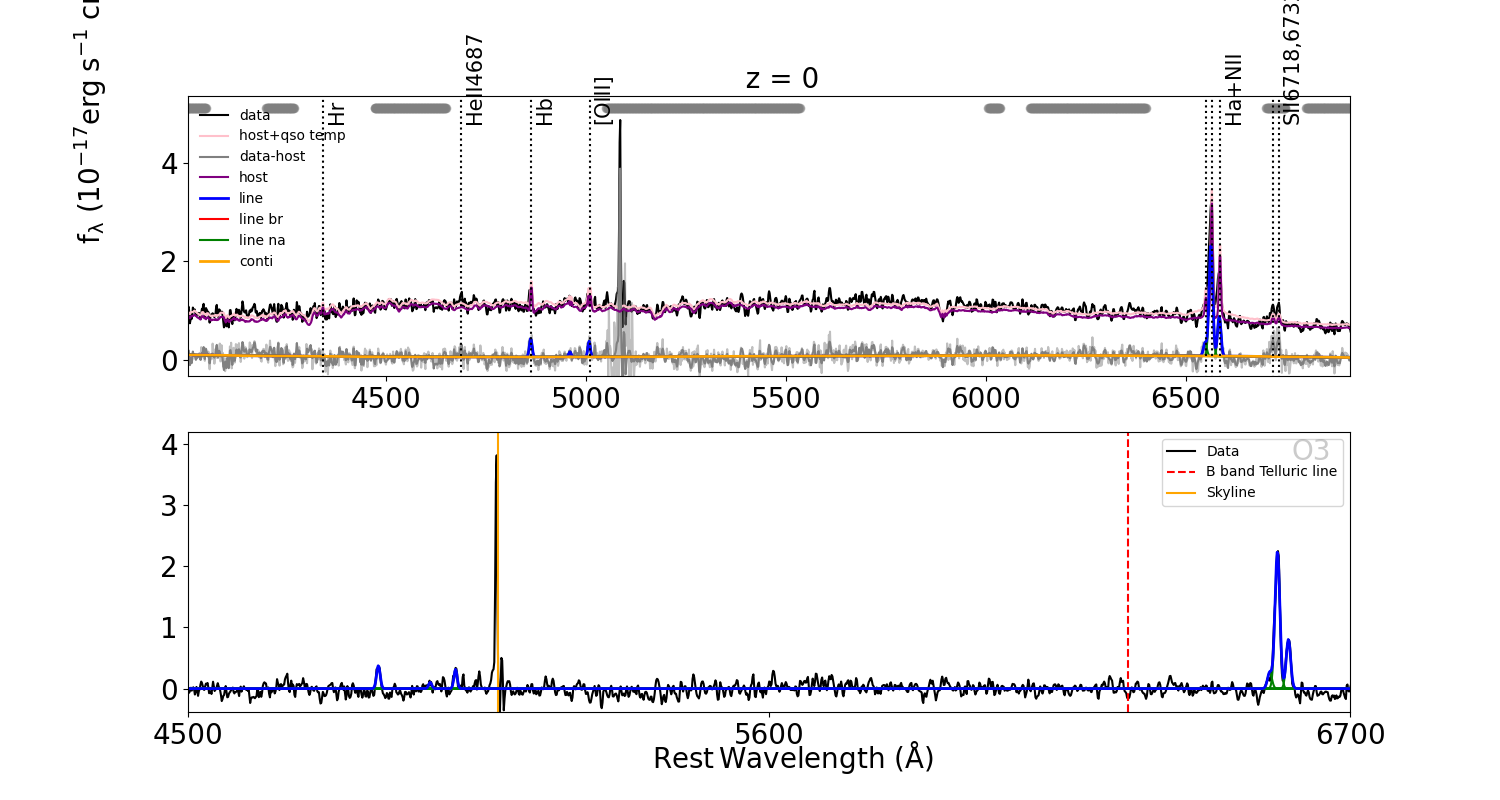 z = 0
f_λ (10^−17 erg s^−1 c
Hr
HeII4687
Hb
[OIII]
Ha+NII
SII6718,673
data
host+qso temp
data-host
host
line
line br
line na
conti
4
2
0
4500 5000 5500 6000 6500
O3
Data
B band Telluric line
Skyline
4
3
2
1
0
4500 5600 6700
Rest Wavelength (Å)